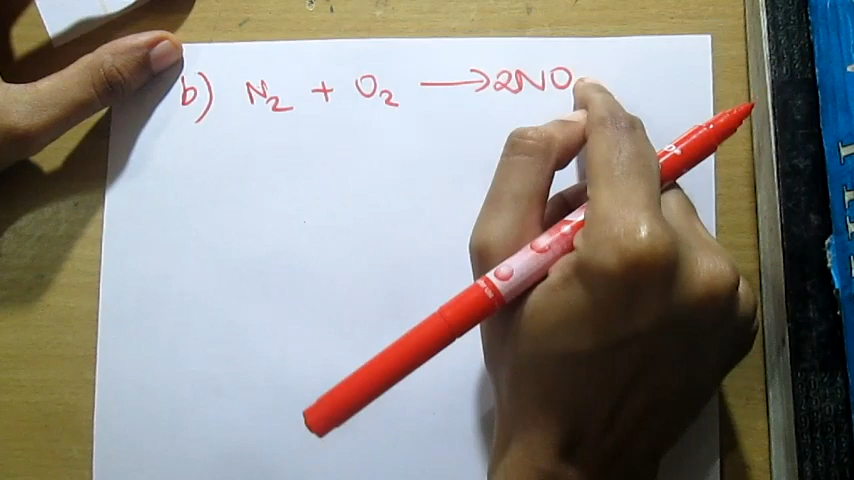 b) N₂ + O₂ ⟶ 2NO